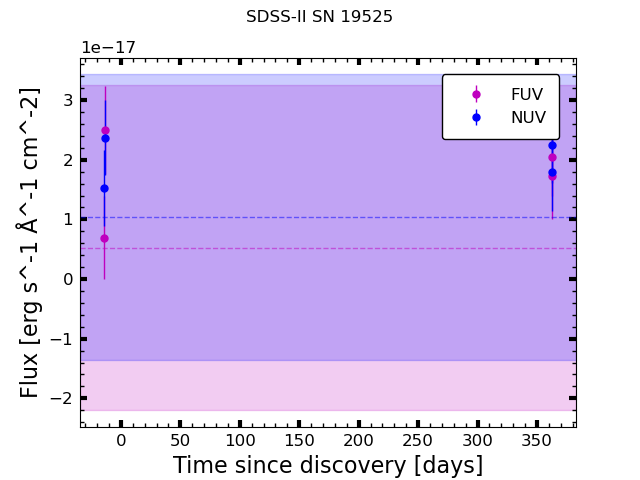 SDSS-II SN 19525
1e−17
FUV
NUV
3
2
1
0
−1
−2
Flux [erg s^-1 Å^-1 cm^-2]
0 50 100 150 200 250 300 350
Time since discovery [days]